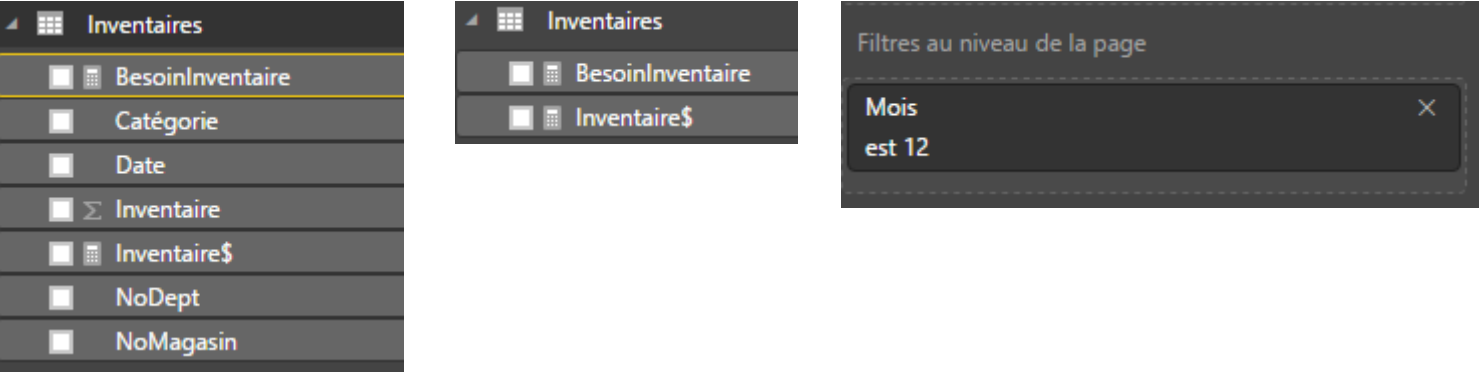 Inventaires
BesoinInventaire
Catégorie
Date
Σ Inventaire
Inventaire$
NoDept
NoMagasin
Inventaires
BesoinInventaire
Inventaire$
Filtres au niveau de la page
Mois
est 12